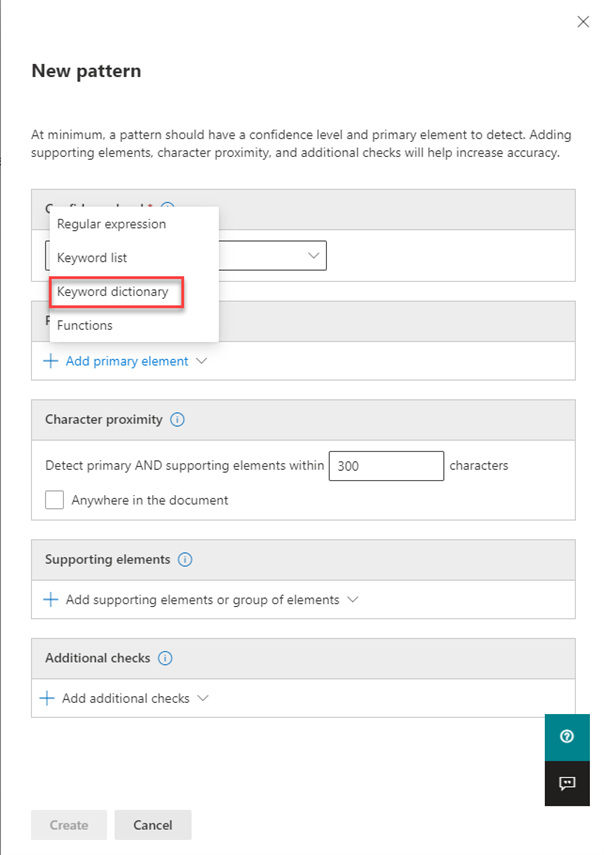 New pattern
At minimum, a pattern should have a confidence level and primary element to detect. Adding
supporting elements, character proximity, and additional checks will help increase accuracy.
Regular expression
Keyword list
Keyword dictionary
Functions
Add primary element
Character proximity
Detect primary AND supporting elements within 300 characters
Anywhere in the document
Supporting elements
Add supporting elements or group of elements
Additional checks
Add additional checks
Create Cancel